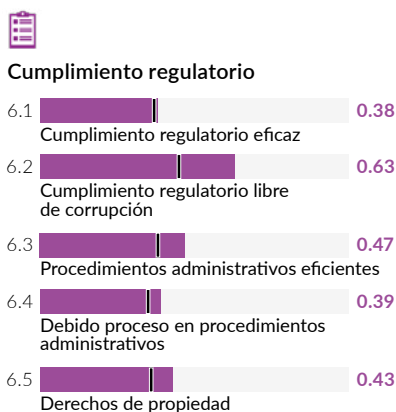 Cumplimiento regulatorio
6.1 0.38
Cumplimiento regulatorio eficaz
6.2 0.63
Cumplimiento regulatorio libre
de corrupción
6.3 0.47
Procedimientos administrativos eficientes
6.4 0.39
Debido proceso en procedimientos
administrativos
6.5 0.43
Derechos de propiedad